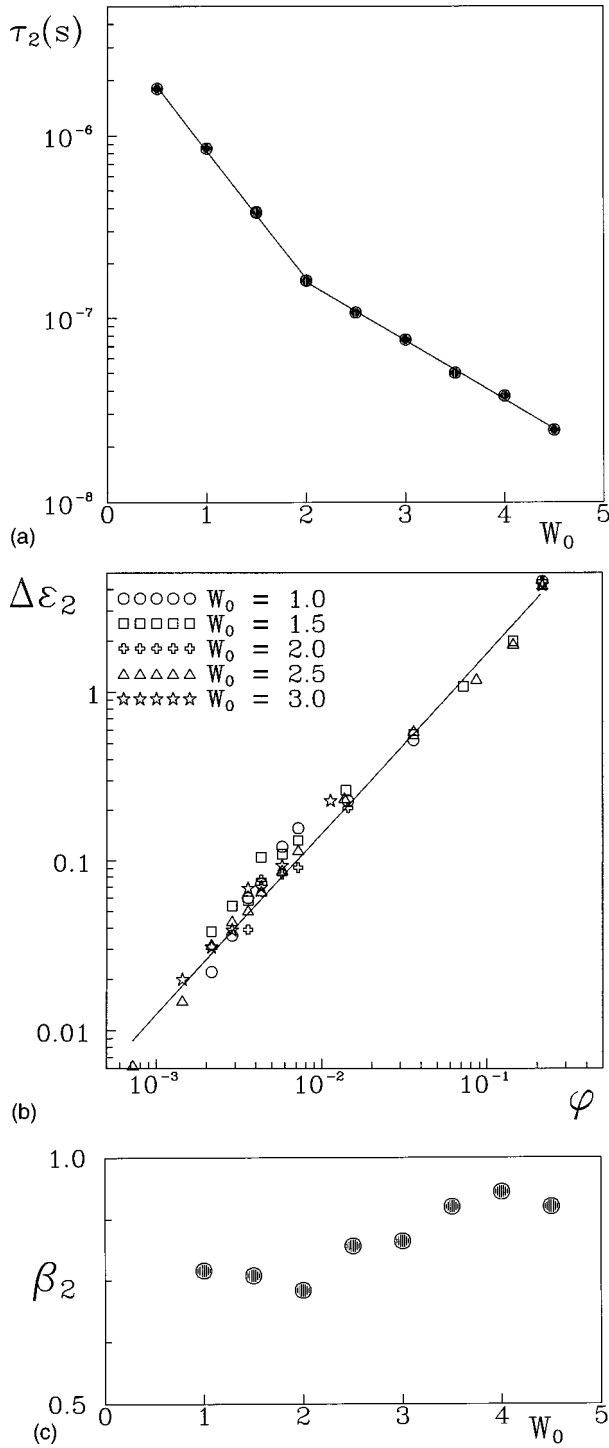 τ₂(s)
10⁻⁶
10⁻⁷
10⁻⁸
0 1 2 3 4 5
W₀
(a)
Δε₂
○○○○○ W₀ = 1.0
□□□□□ W₀ = 1.5
W₀ = 2.0
△△△△△ W₀ = 2.5
☆☆☆☆☆ W₀ = 3.0
1
0.1
0.01
10⁻³ 10⁻² 10⁻¹
φ
(b)
1.0
β₂
0.5
0 1 2 3 4 5
W₀
(c)